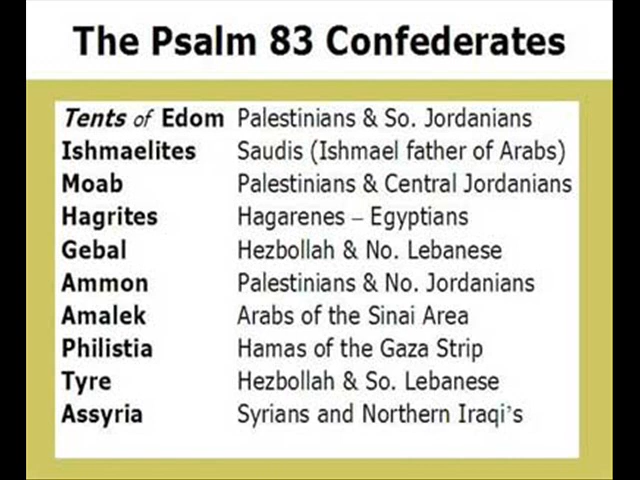 The Psalm 83 Confederates
Tents of Edom Palestinians & So. Jordanians
Ishmaelites Saudis (Ishmael father of Arabs)
Moab Palestinians & Central Jordanians
Hagrites Hagarenes – Egyptians
Gebal Hezbollah & No. Lebanese
Ammon Palestinians & No. Jordanians
Amalek Arabs of the Sinai Area
Philistia Hamas of the Gaza Strip
Tyre Hezbollah & So. Lebanese
Assyria Syrians and Northern Iraqi's